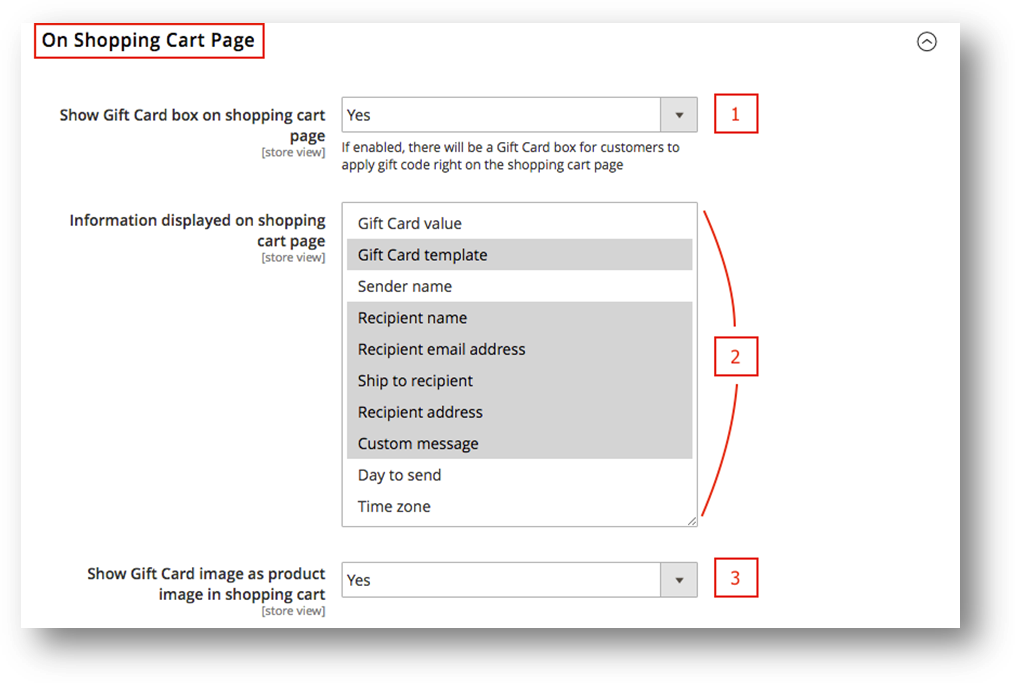 On Shopping Cart Page
Show Gift Card box on shopping cart
page
[store view]
Yes
1
If enabled, there will be a Gift Card box for customers to
apply gift code right on the shopping cart page
Information displayed on shopping
cart page
[store view]
Gift Card value
Gift Card template
Sender name
Recipient name
Recipient email address
Ship to recipient
Recipient address
Custom message
Day to send
Time zone
2
Show Gift Card image as product
image in shopping cart
[store view]
Yes
3